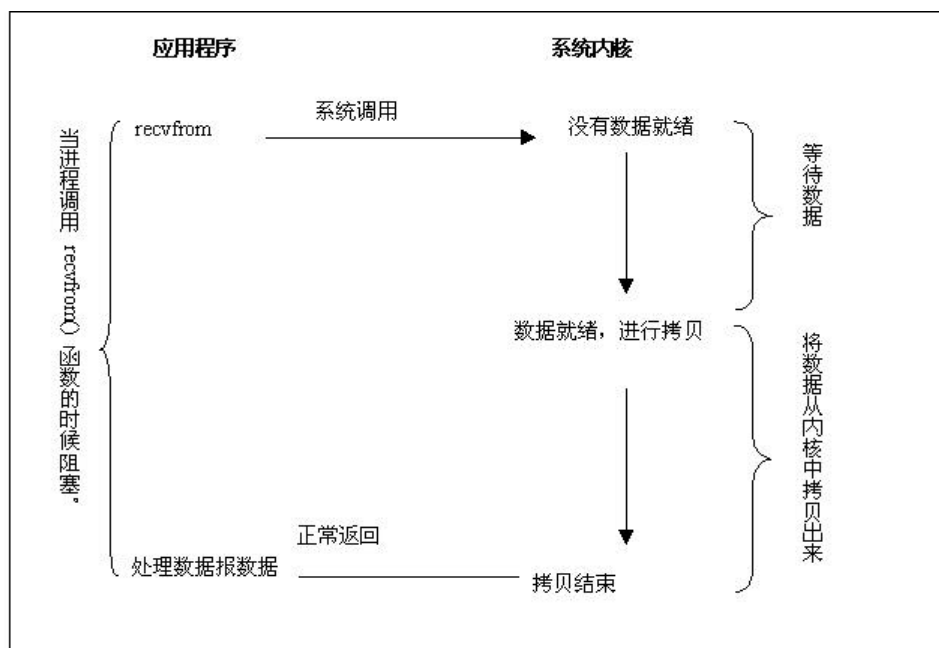 应用程序
系统内核
recvfrom
系统调用
没有数据就绪
当进程调用 recvfrom() 函数的时候阻塞。
等待数据
数据就绪，进行拷贝
将数据从内核中拷贝出来
正常返回
处理数据报数据
拷贝结束